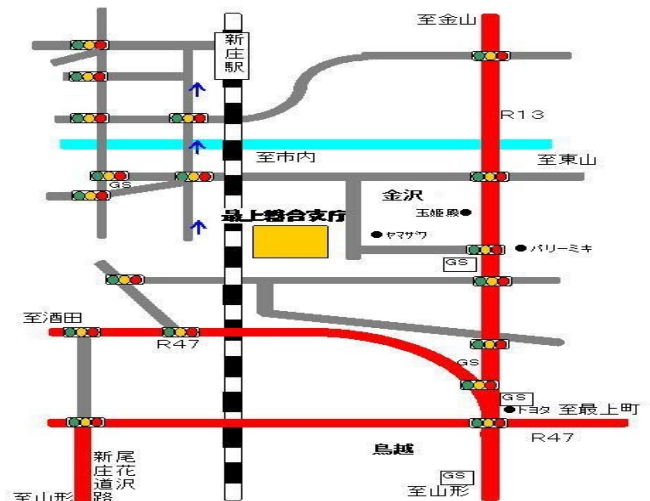 至金山
新庄駅
R13
至市内
至東山
GS
金沢
玉姫殿
最上総合支庁
ヤマザワ
パリーミキ
GS
至酒田
R47
GS
GS
トヨタ
至最上町
R47
鳥越
新庄道路
尾花沢
GS
至山形
至山形